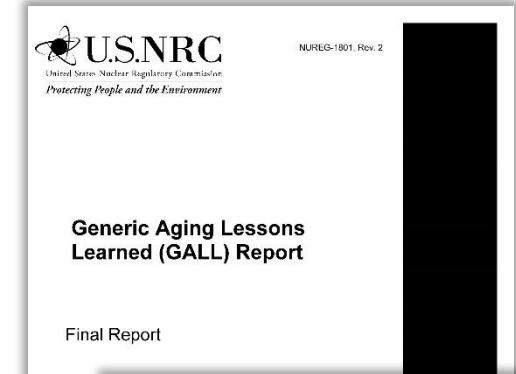 U.S.NRC
NUREG-1801, Rev. 2
United States Nuclear Regulatory Commission
Protecting People and the Environment
Generic Aging Lessons
Learned (GALL) Report
Final Report